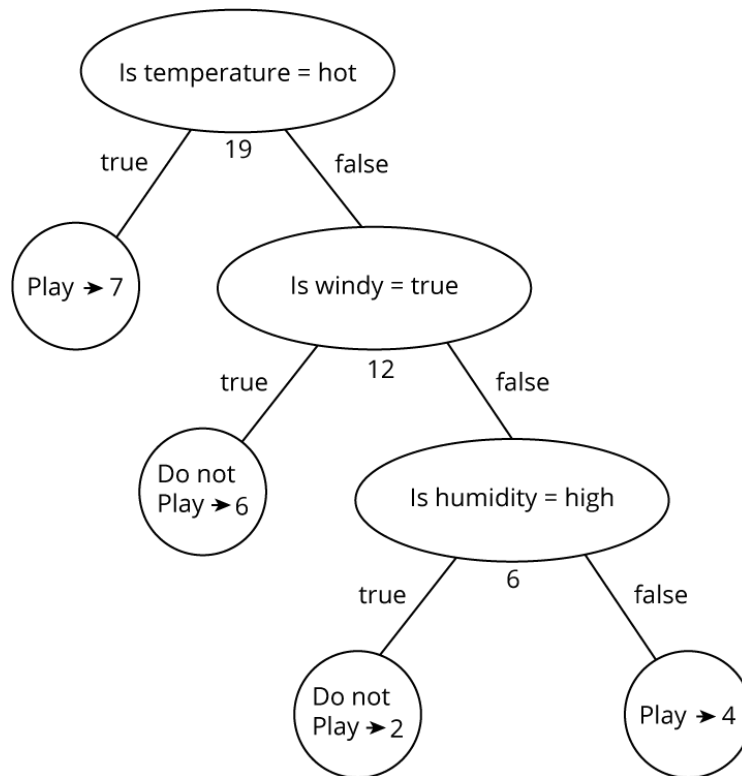 Is temperature = hot
19
true
false
Play ➔ 7
Is windy = true
12
true
false
Do not
Play ➔ 6
Is humidity = high
6
true
false
Do not
Play ➔ 2
Play ➔ 4